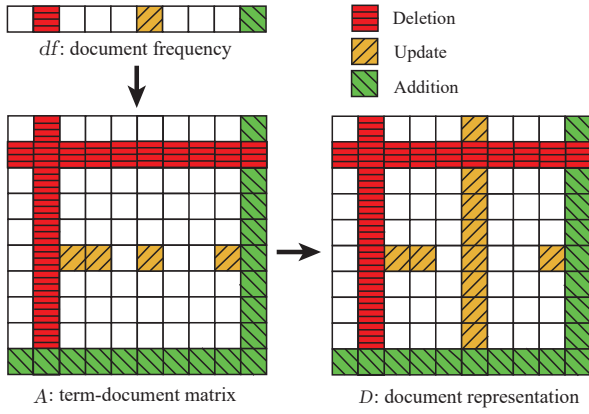 df: document frequency
Deletion
Update
Addition
A: term-document matrix
D: document representation